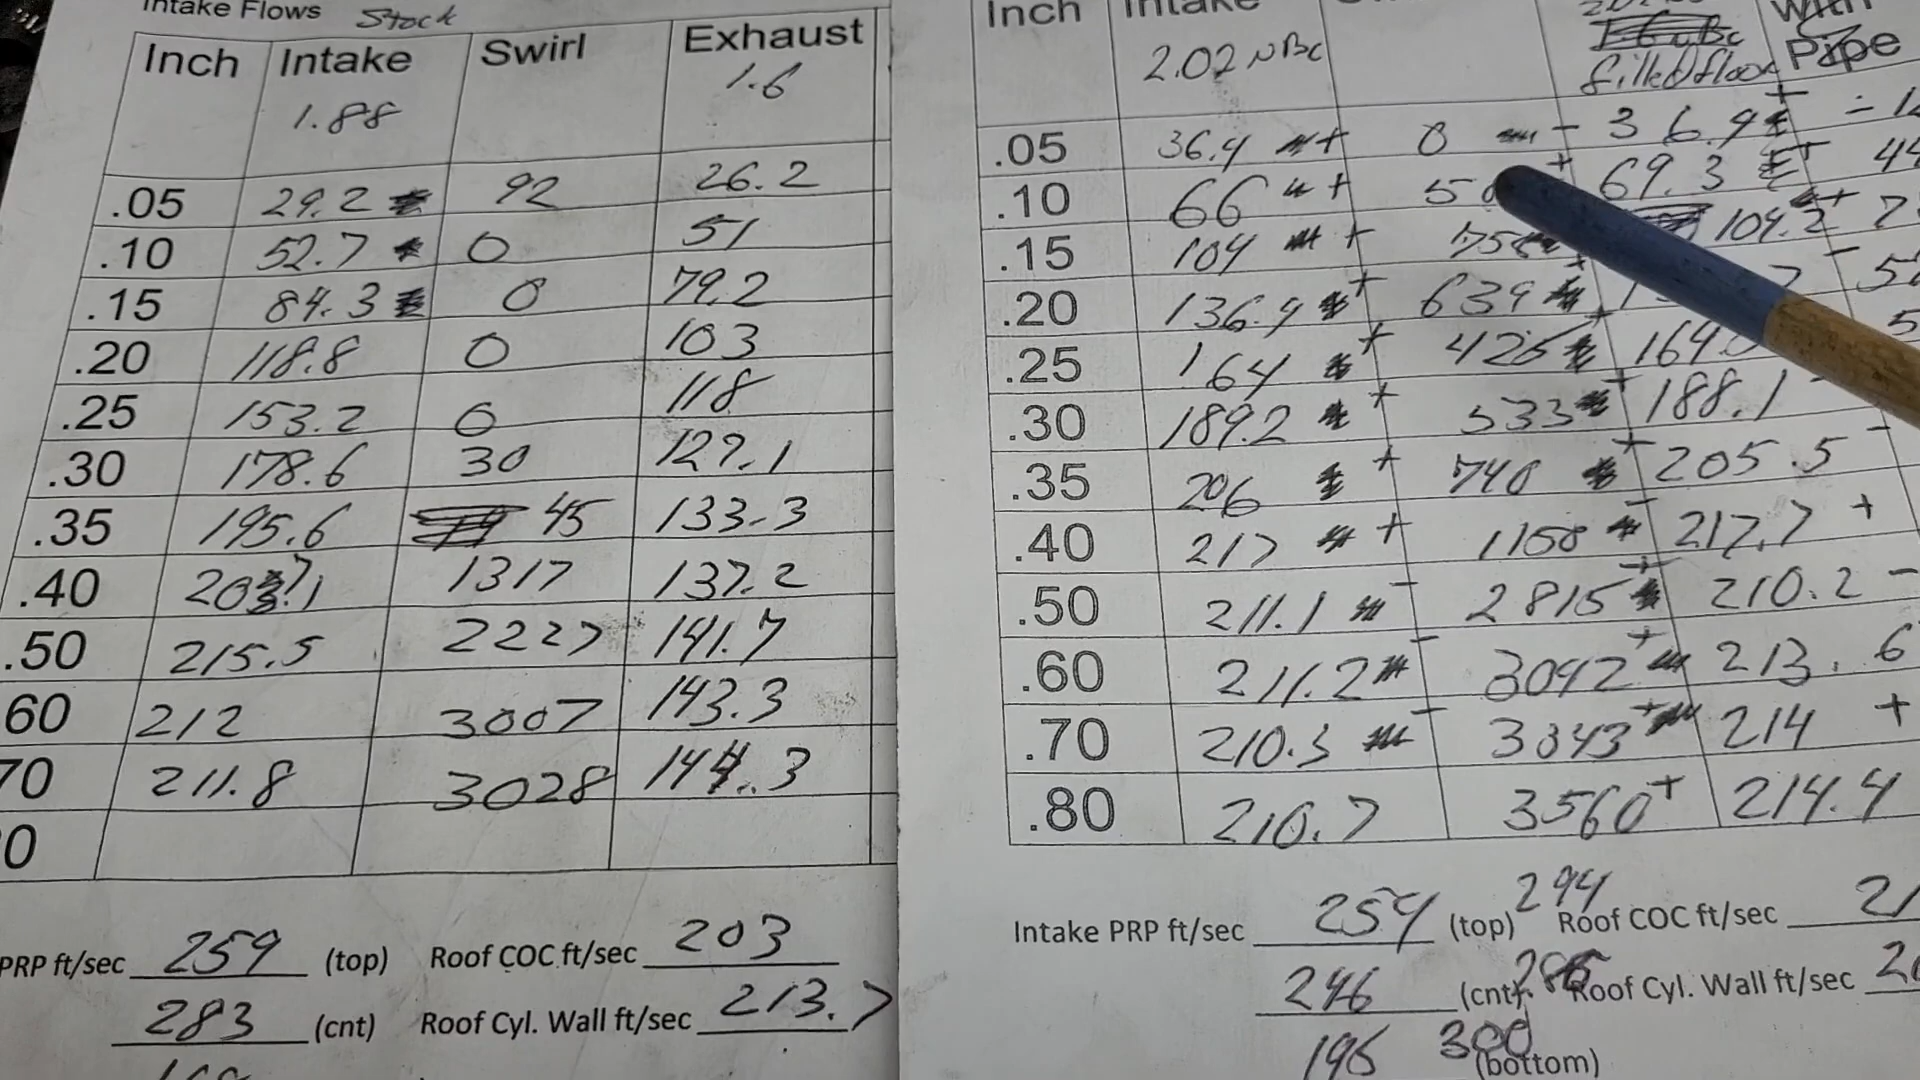 Intake Flows Stock
Inch Intake Swirl Exhaust
1.88 1.6
.05 29.2 92 26.2
.10 52.7 0 51
.15 84.3 0 79.2
.20 118.8 0 103
.25 153.2 0 118
.30 178.6 30 127.1
.35 195.6 45 133.3
.40 1317 137.2
.50 215.5 2227 141.7
60 212 3007 143.3
70 211.8 3028 144.3
0
PRP ft/sec 259 (top) Roof COC ft/sec 203
283 (cnt) Roof Cyl. Wall ft/sec 213.7
Inch Intake
2.02 NBC filled floor With Pipe
.05 36.4 + 0 - 36.9 +
.10 66 + + 69.3 +
.15 104 + 104.2 +
.20 136.9 + 639 +
.25 164 + 426 +
.30 189.2 + 533 + 188.1 -
.35 206 + 740 + 205.5 -
.40 217 + 1158 - 217.7 +
.50 211.1 - 2815 + 210.2 -
.60 211.2 - 3092 + 213.6
.70 210.3 - 3343 + 214 +
.80 210.7 3560 + 214.4
Intake PRP ft/sec 254 (top) 294 Roof COC ft/sec
246 (cnt) Roof Cyl. Wall ft/sec
195 300 (bottom)